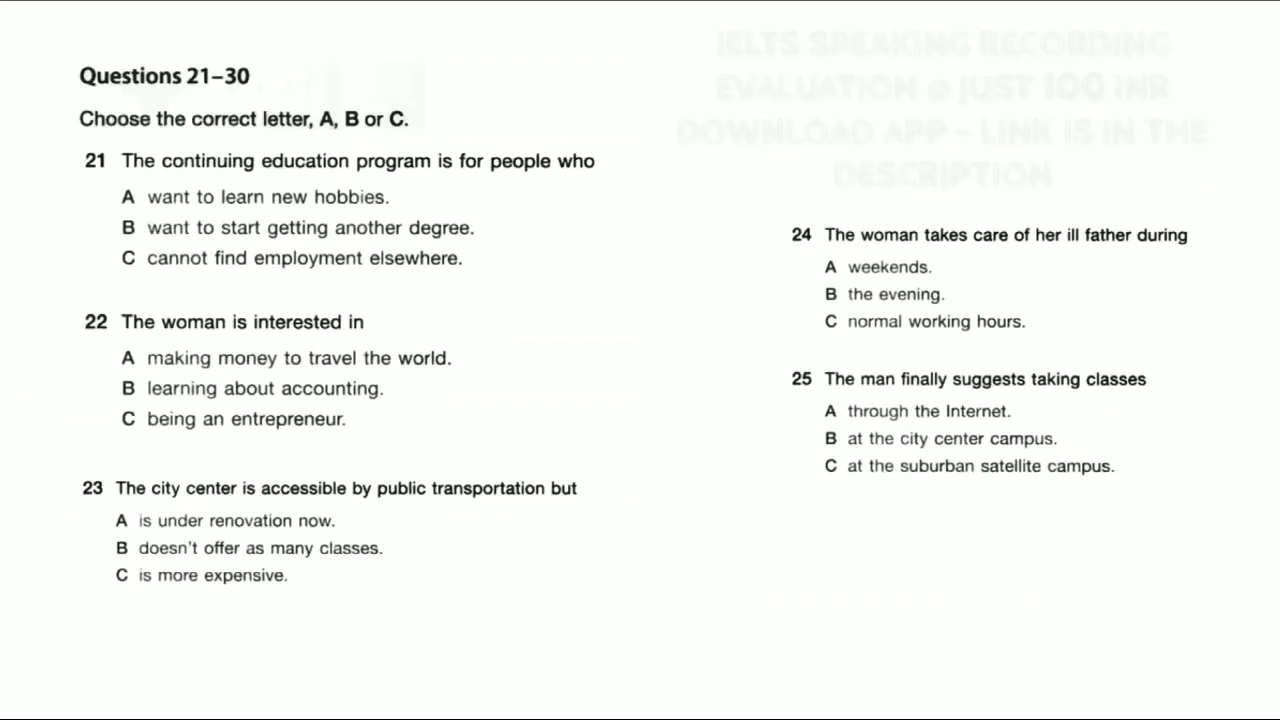 Questions 21–30
Choose the correct letter, A, B or C.
21 The continuing education program is for people who
A want to learn new hobbies.
B want to start getting another degree.
C cannot find employment elsewhere.
22 The woman is interested in
A making money to travel the world.
B learning about accounting.
C being an entrepreneur.
23 The city center is accessible by public transportation but
A is under renovation now.
B doesn't offer as many classes.
C is more expensive.
IELTS SPEAKING RECORDING
EVALUATION @ JUST 100 INR
DOWNLOAD APP - LINK IS IN THE
DESCRIPTION
24 The woman takes care of her ill father during
A weekends.
B the evening.
C normal working hours.
25 The man finally suggests taking classes
A through the Internet.
B at the city center campus.
C at the suburban satellite campus.